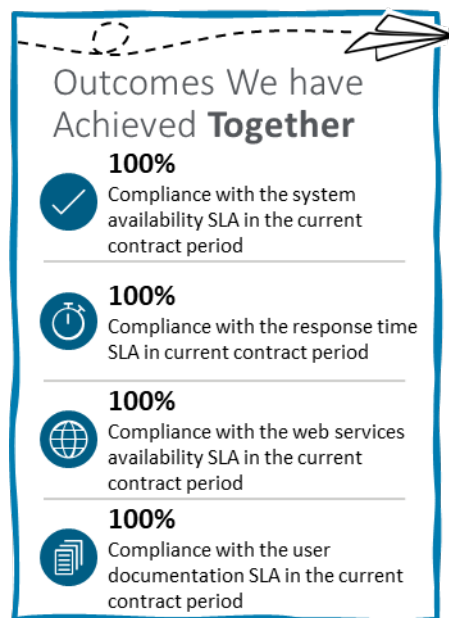 Outcomes We have
Achieved Together
100%
Compliance with the system
availability SLA in the current
contract period
100%
Compliance with the response time
SLA in current contract period
100%
Compliance with the web services
availability SLA in the current
contract period
100%
Compliance with the user
documentation SLA in the current
contract period